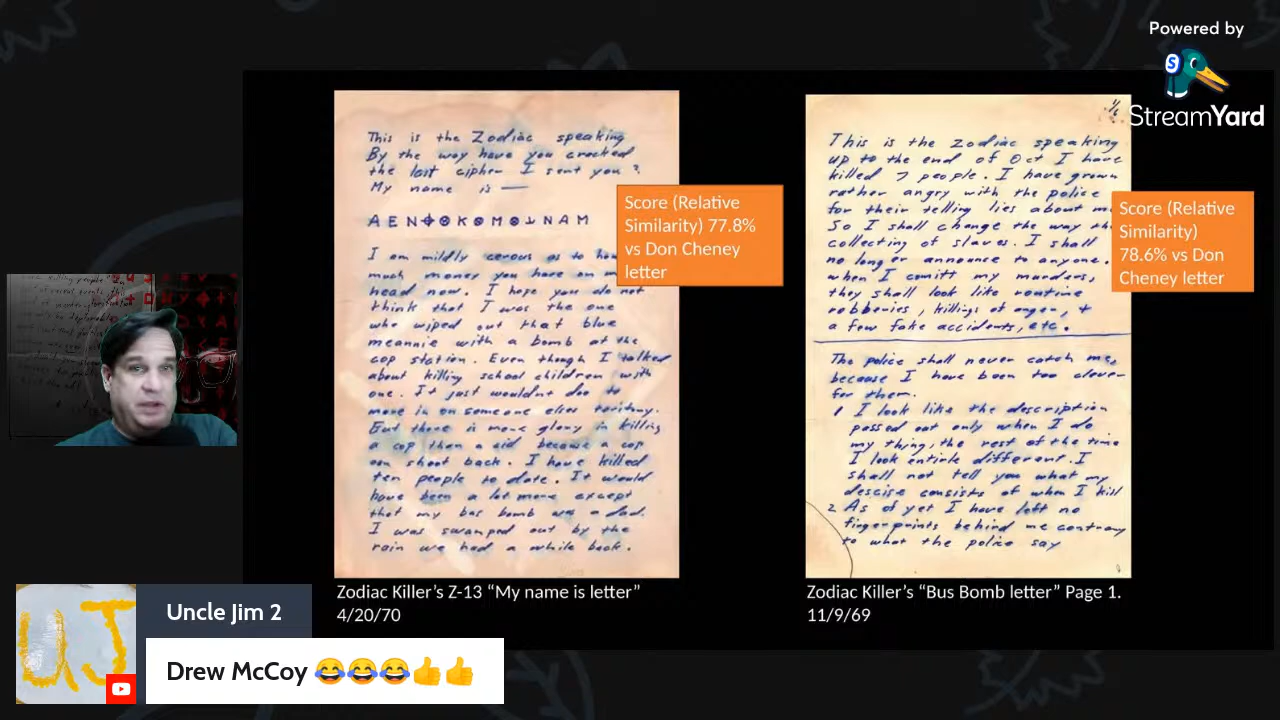 Powered by
StreamYard
This is the Zodiac speaking
By the way have you cracked
the last cipher I sent you?
My name is —
A E N ⌖ K M N A M
I am mildly cerous as to how
much money you have on m
head now. I hope you do not
think that I was the one
who wiped out that blue
meannie with a bomb at the
cop station. Even though I talked
about killing school children with
one. It just wouldnt doo to
move in on someone elses teritory.
But there is more glory in killing
a cop than a cid because a cop
can shoot back. I have killed
ten people to date. It would
have been a lot more except
that my bus bomb was a dud.
I was swamped out by the
rain we had a while back.
Score (Relative
Similarity) 77.8%
vs Don Cheney
letter
Zodiac Killer’s Z-13 “My name is letter”
4/20/70
This is the Zodiac speaking
up to the end of Oct I have
killed 7 people. I have grown
rather angry with the police
for their telling lies about m
So I shall change the way th
collecting of slaves. I shall
no longer announce to anyone.
when I comitt my murders,
they shall look like routine
robberies, killings of anger, +
a few fake accidents, etc.
The police shall never catch me,
because I have been too clever
for them.
1 I look like the description
passed out only when I do
my thing, the rest of the time
I look entirle different. I
shall not tell you what my
descise consists of when I kill
2 As of yet I have left no
fingerprints behind me contrary
to what the police say
Score (Relative
Similarity)
78.6% vs Don
Cheney letter
Zodiac Killer’s “Bus Bomb letter” Page 1.
11/9/69
UJ
Uncle Jim 2
Drew McCoy 😂😂😂👍👍